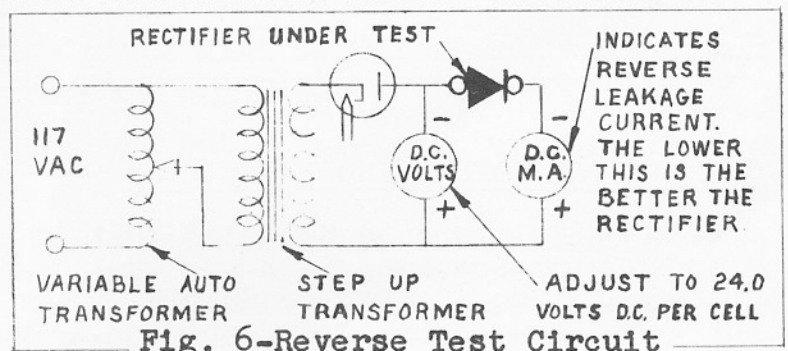 RECTIFIER UNDER TEST
INDICATES
REVERSE
LEAKAGE
CURRENT.
THE LOWER
THIS IS THE
BETTER THE
RECTIFIER
117
VAC
-
D.C.
VOLTS
+
-
D.C.
M.A.
+
VARIABLE AUTO
TRANSFORMER
STEP UP
TRANSFORMER
ADJUST TO 24.0
VOLTS D.C. PER CELL
Fig. 6-Reverse Test Circuit